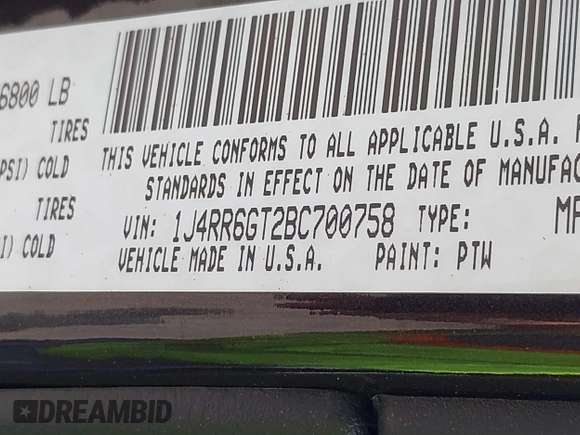 6800 LB
TIRES
PSI) COLD
TIRES
I) COLD
THIS VEHICLE CONFORMS TO ALL APPLICABLE U.S.A.
STANDARDS IN EFFECT ON THE DATE OF MANUFAC
VIN: 1J4RR6GT2BC700758 TYPE: MP
VEHICLE MADE IN U.S.A. PAINT: PTW
DREAMBID